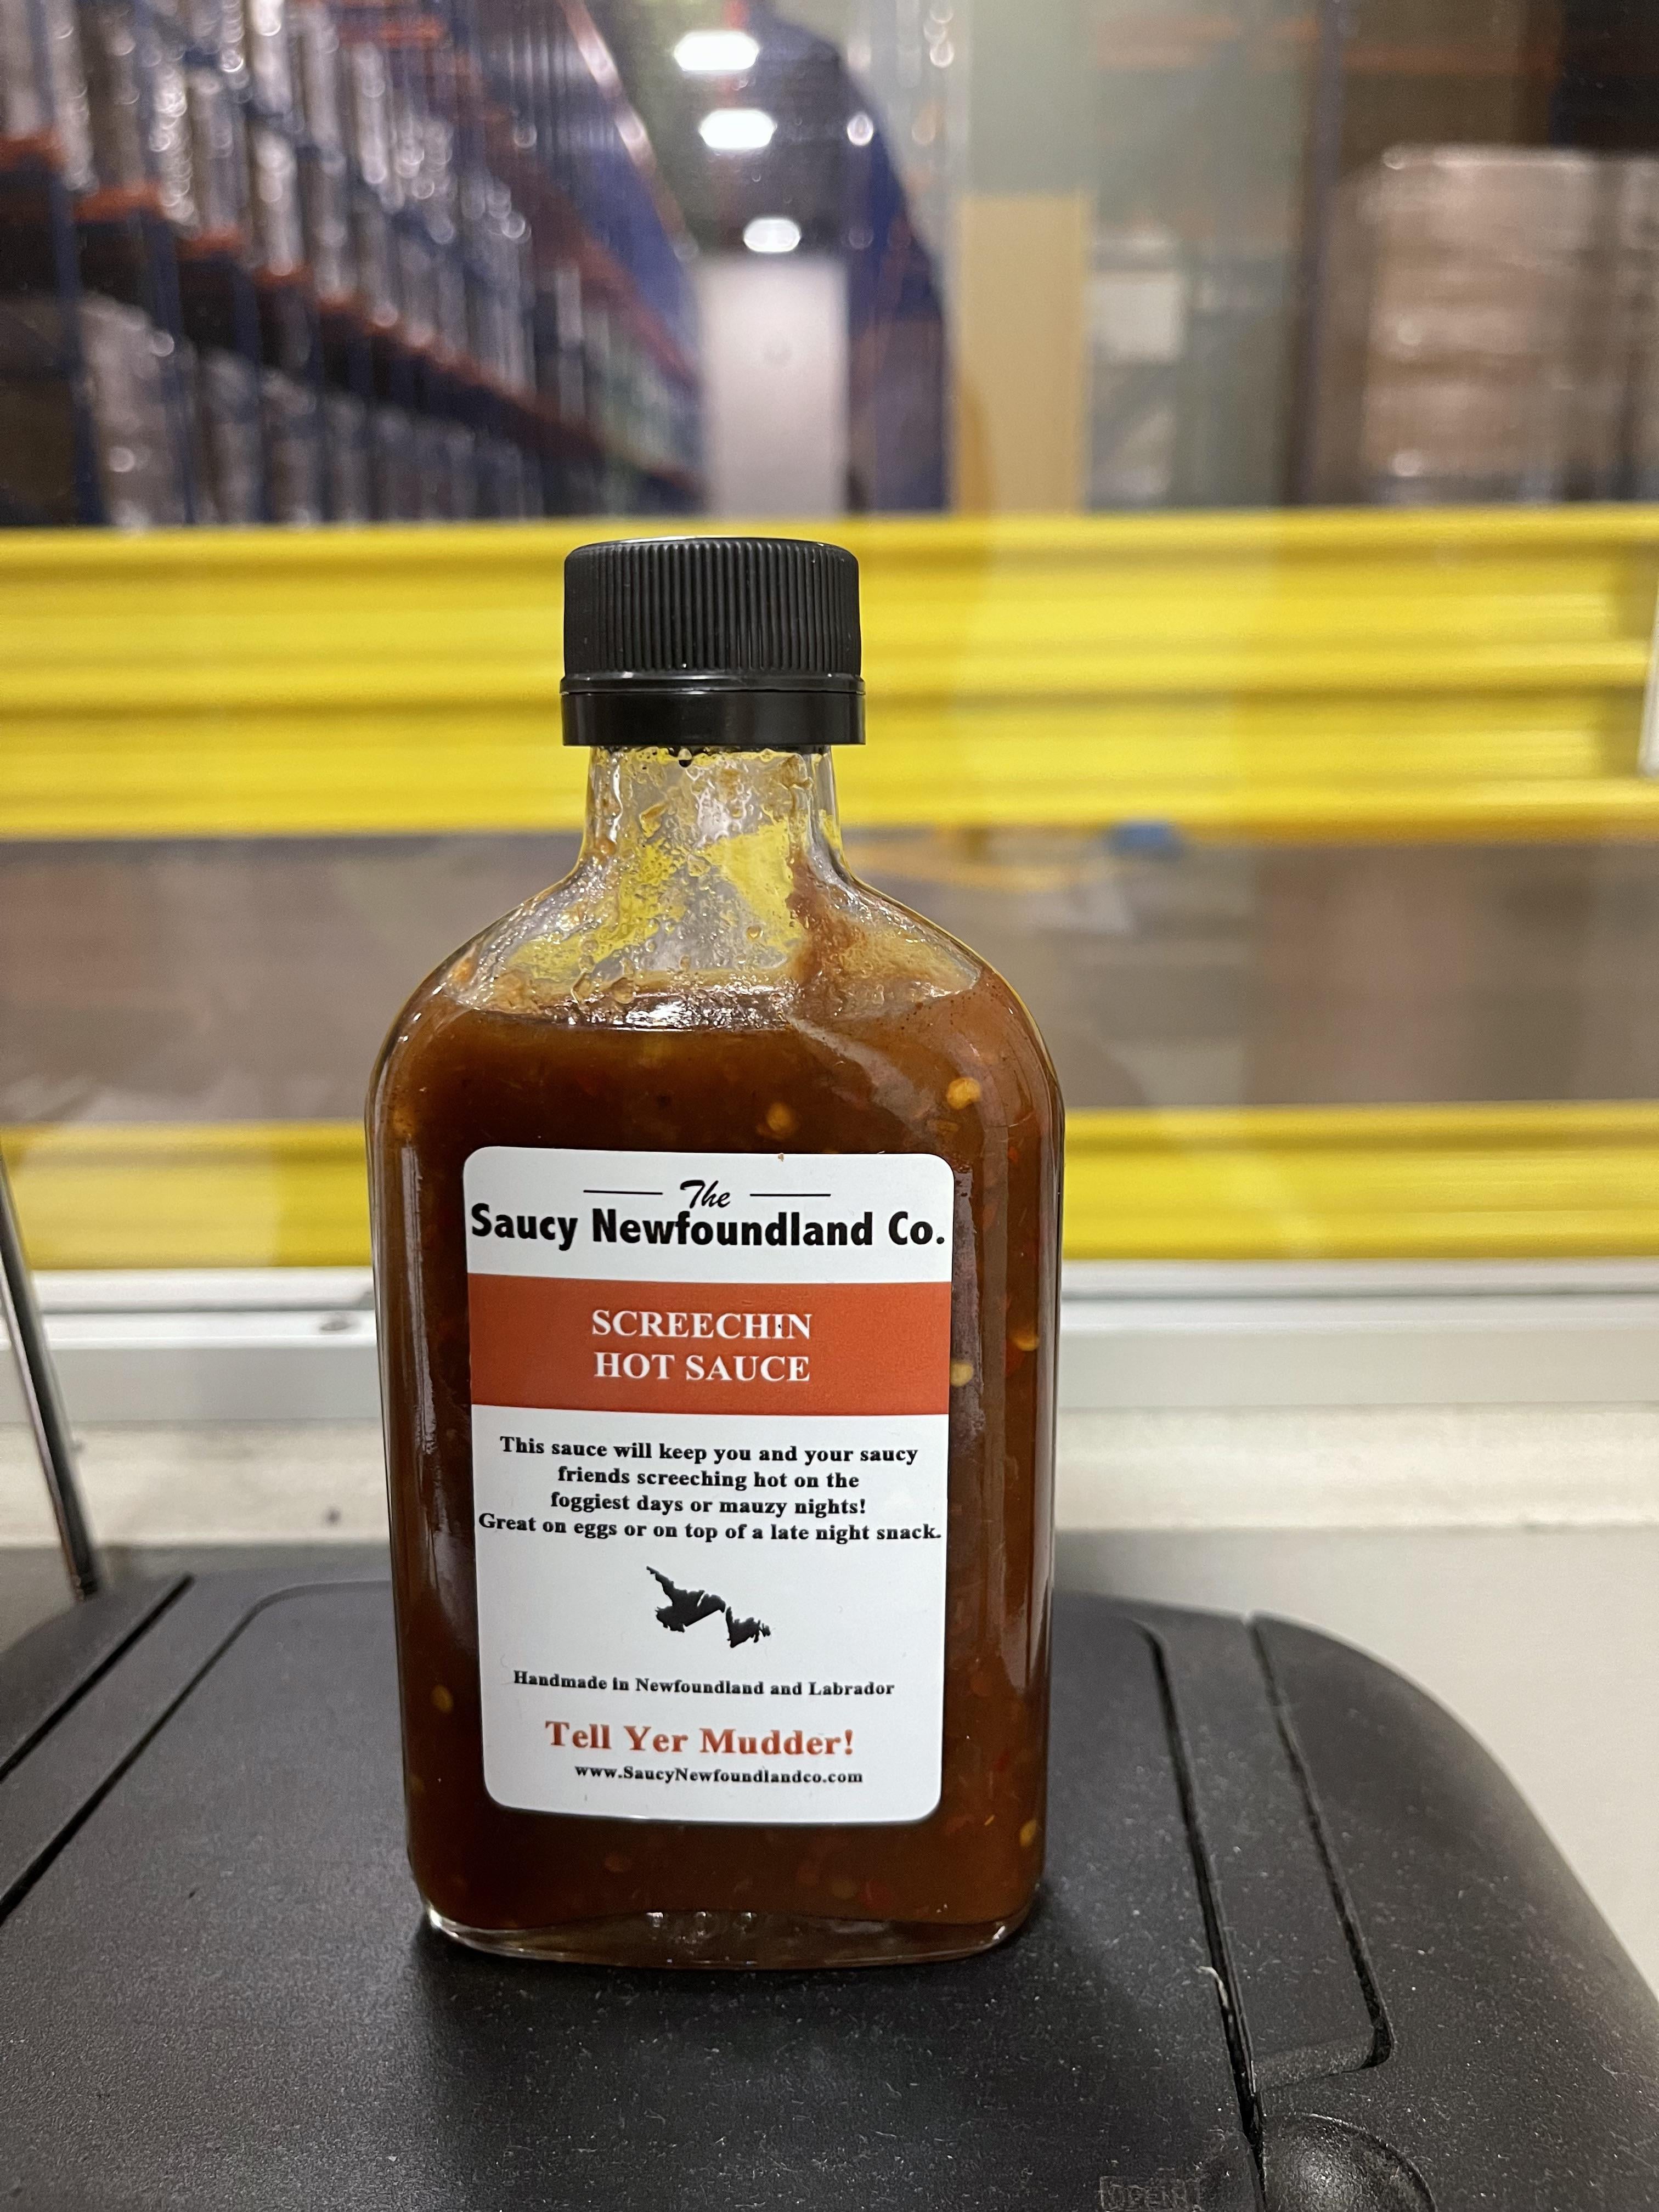 The
Saucy Newfoundland Co.
SCREECHIN
HOT SAUCE
This sauce will keep you and your saucy
friends screeching hot on the
foggiest days or mauzy nights!
Great on eggs or on top of a late night snack.
Handmade in Newfoundland and Labrador
Tell Yer Mudder!
www.SaucyNewfoundlandco.com
OPEN